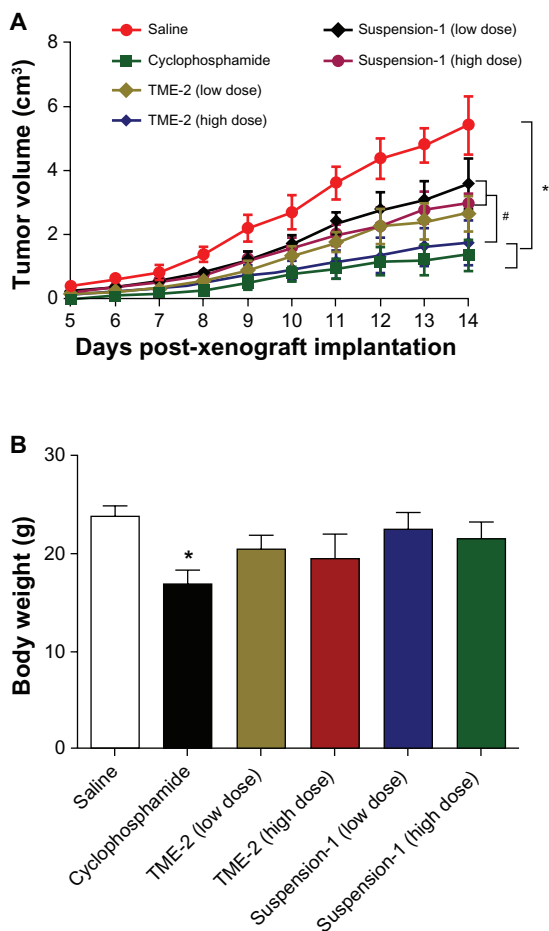 A
Saline
Cyclophosphamide
TME-2 (low dose)
TME-2 (high dose)
Suspension-1 (low dose)
Suspension-1 (high dose)
Tumor volume (cm³)
8
6
4
2
0
*
#
5 6 7 8 9 10 11 12 13 14
Days post-xenograft implantation
B
Body weight (g)
30
20
10
0
*
Saline
Cyclophosphamide
TME-2 (low dose)
TME-2 (high dose)
Suspension-1 (low dose)
Suspension-1 (high dose)